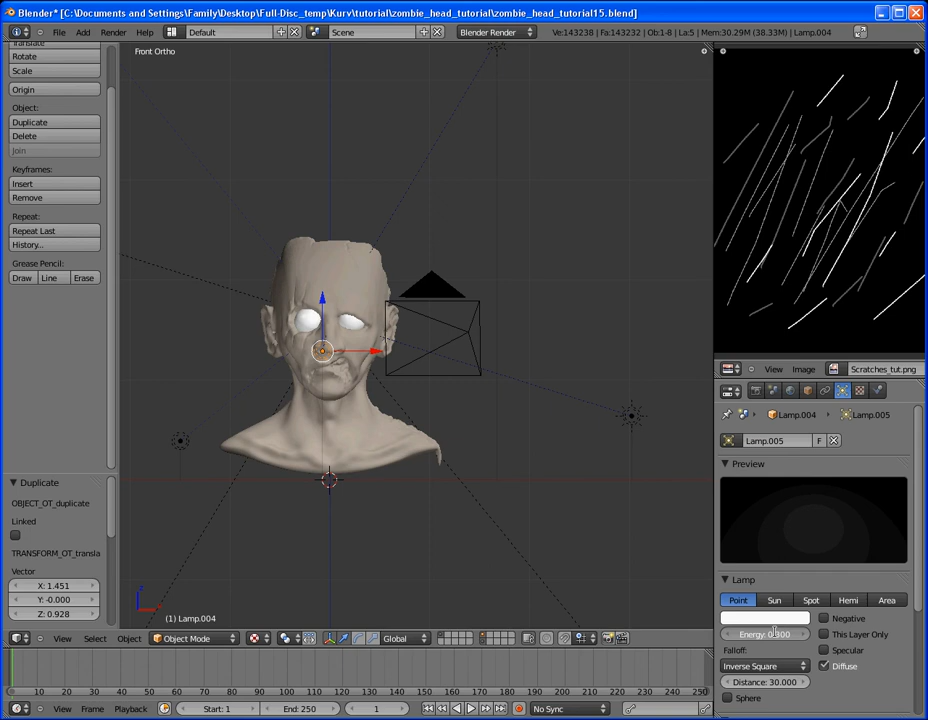 Blender* [C:\Documents and Settings\Family\Desktop\Full-Disc_temp\Kurv\tutorial\zombie_head_tutorial\zombie_head_tutorial15.blend]
File Add Render Help Default Scene Blender Render Ve:143238 | Fa:143232 | Ob:1-8 | La:5 | Mem:30.29M (38.33M) | Lamp.004
Translate
Rotate
Scale
Origin
Object:
Duplicate
Delete
Join
Keyframes:
Insert
Remove
Repeat:
Repeat Last
History...
Grease Pencil:
Draw Line Erase
Duplicate
OBJECT_OT_duplicate
Linked
TRANSFORM_OT_transla
Vector
X: 1.451
Y: -0.000
Z: 0.928
Front Ortho
z
(1) Lamp.004
View Select Object Object Mode Global
10 20 30 40 50 60 70 80 90 100 110 120 130 140 150 160 170 180 190 200 210 220 230 240 250
View Frame Playback Start: 1 End: 250 1 No Sync
View Image Scratches_tut.png
Lamp.004 Lamp.005
Lamp.005 F
Preview
Lamp
Point Sun Spot Hemi Area
Negative
Energy: 0.300 This Layer Only
Falloff: Specular
Inverse Square Diffuse
Distance: 30.000
Sphere